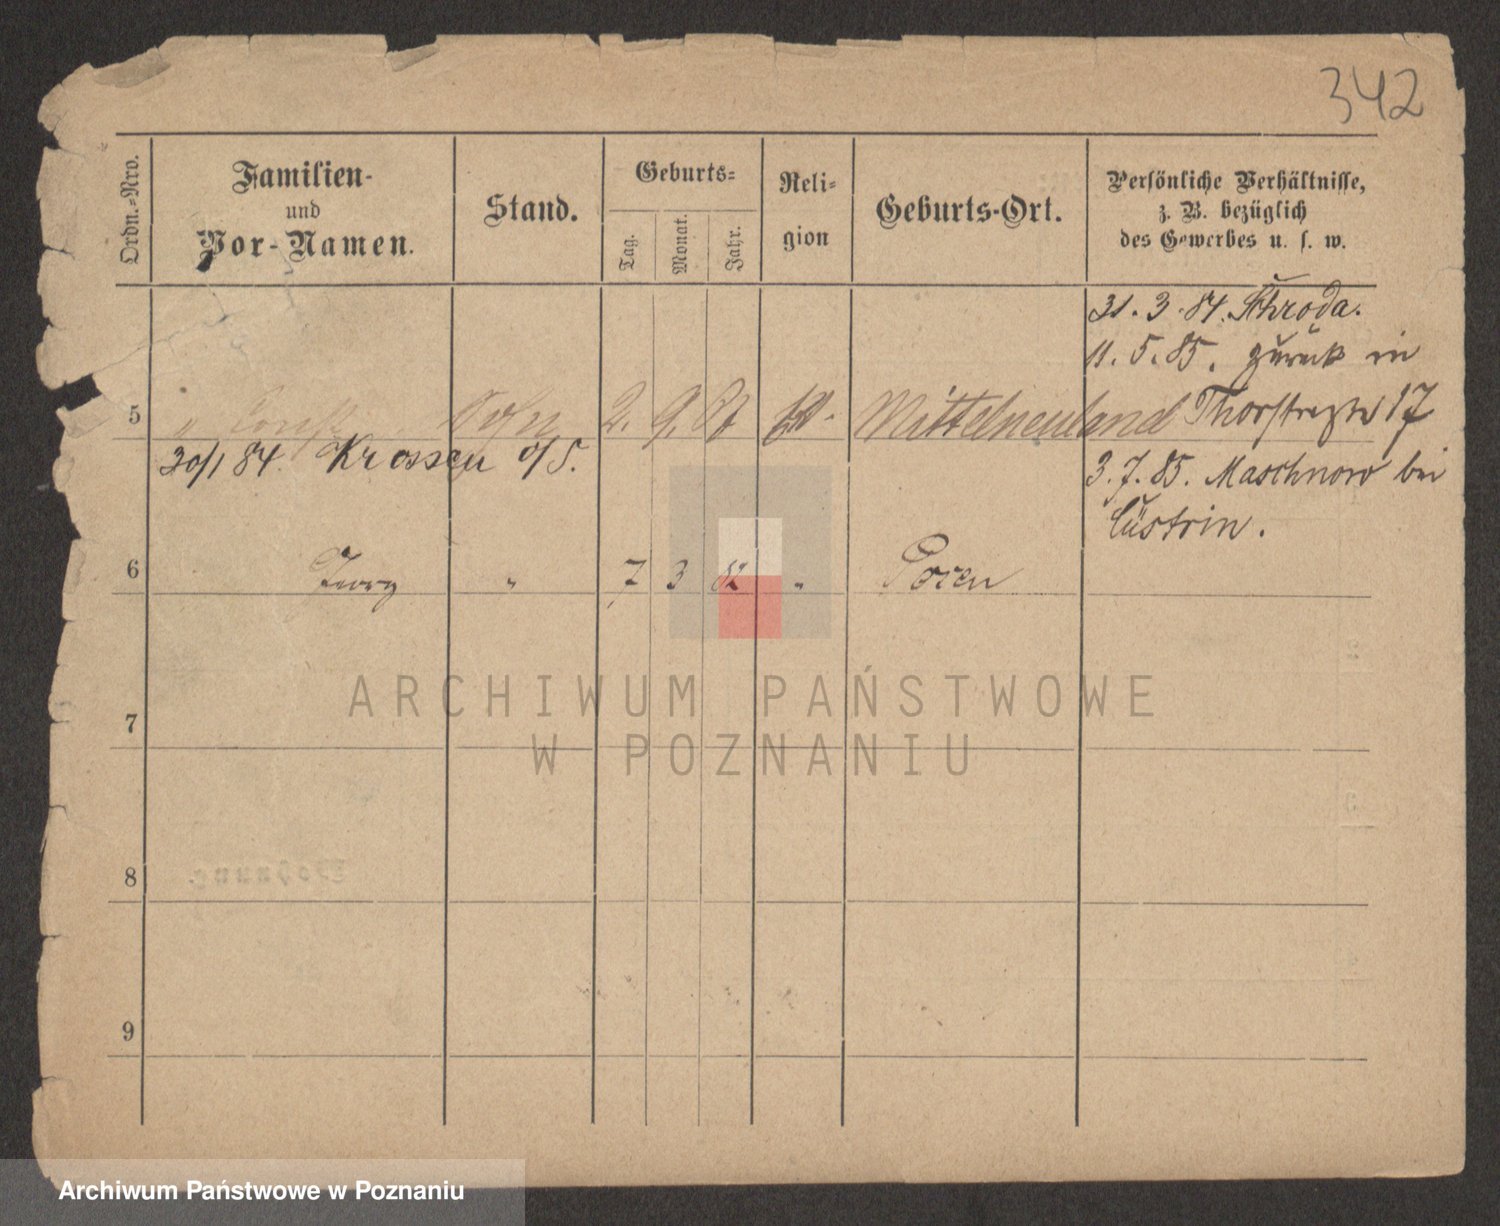 342
Ordn.-Nro.
Familien-
und
Vor-Namen.
Stand.
Geburts-
Tag.
Monat.
Jahr.
Reli-
gion
Geburts-Ort.
Persönliche Verhältnisse,
z. B. bezüglich
des Gewerbes u. s. w.
31. 3. 84. Schroda.
11. 5. 85. zurück in
5 " Sohn 2. 9. Mittelneuland Thorstraße 17
30/1 84. Krossen o/S.
3. 7. 85. Maschnow bei
Cüstrin.
6 Georg " 7 3 82 " Posen
7
8
9
ARCHIWUM PAŃSTWOWE
W POZNANIU
Archiwum Państwowe w Poznaniu